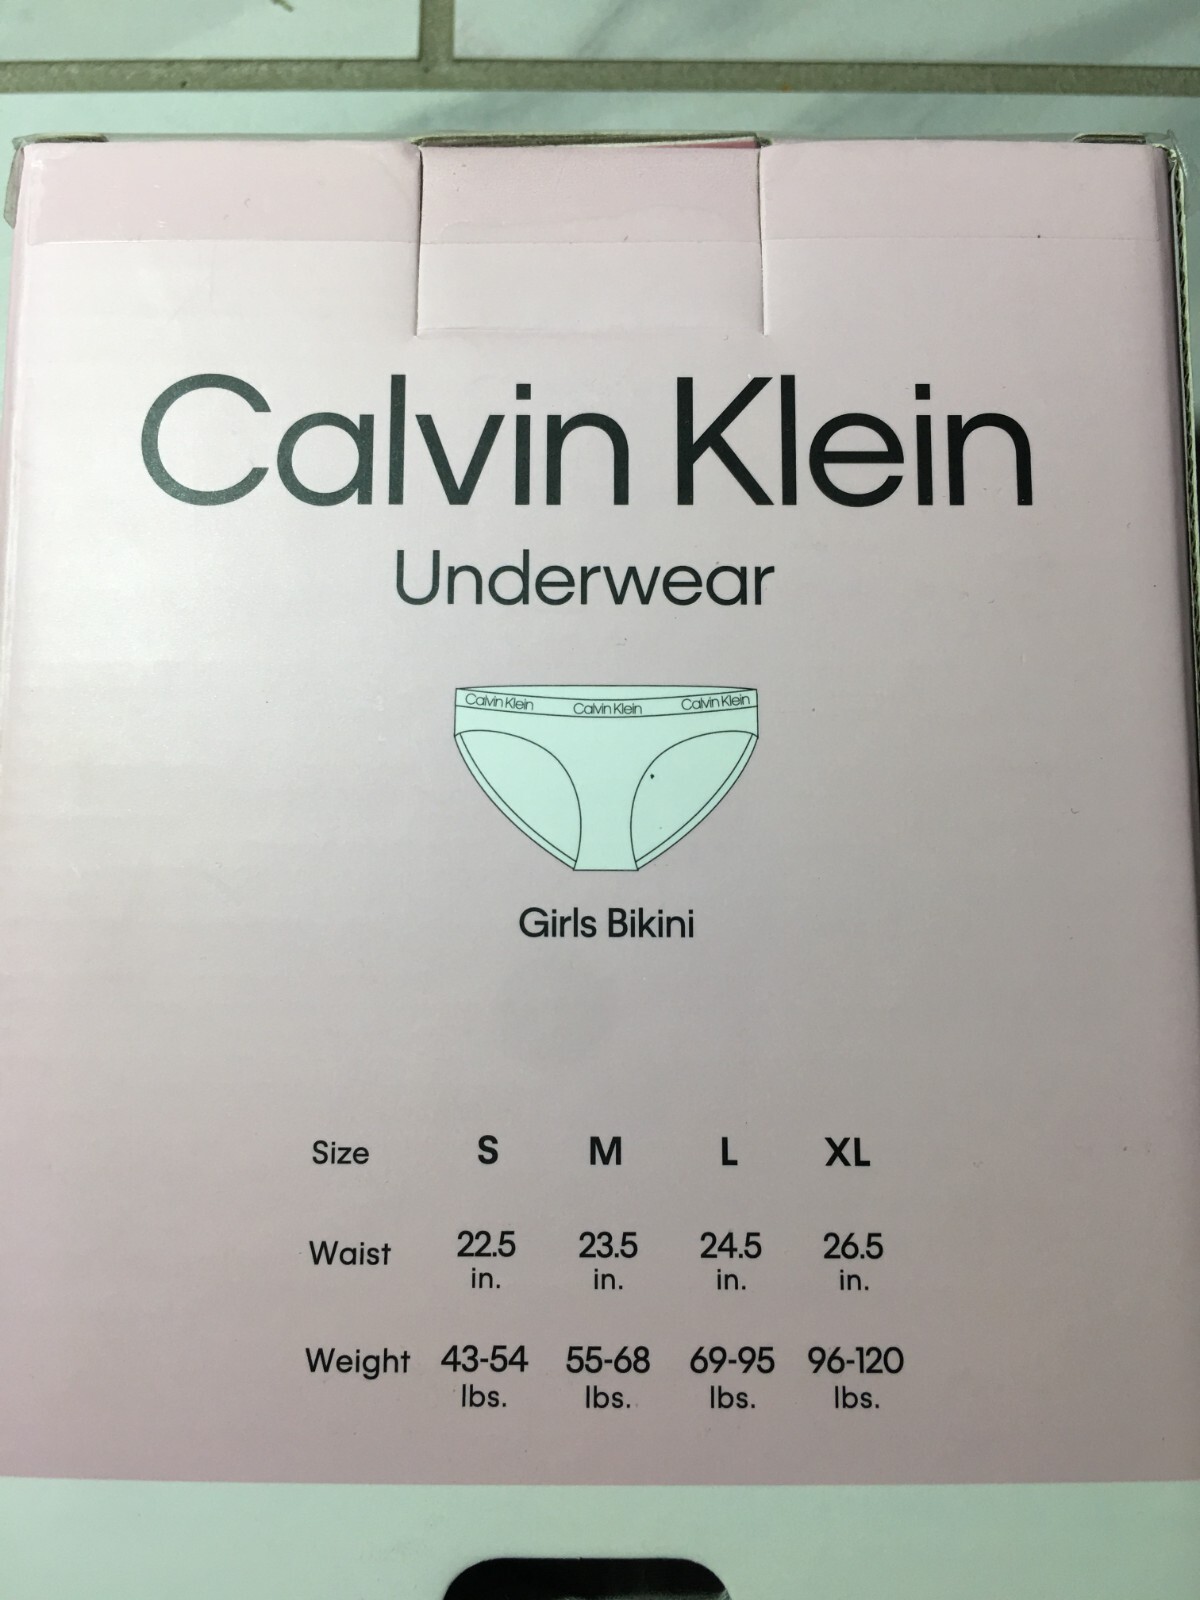 Calvin Klein
Underwear
Calvin Klein Calvin Klein Calvin Klein
Girls Bikini
Size S M L XL
Waist 22.5 23.5 24.5 26.5
in. in. in. in.
Weight 43-54 55-68 69-95 96-120
lbs. lbs. lbs. lbs.